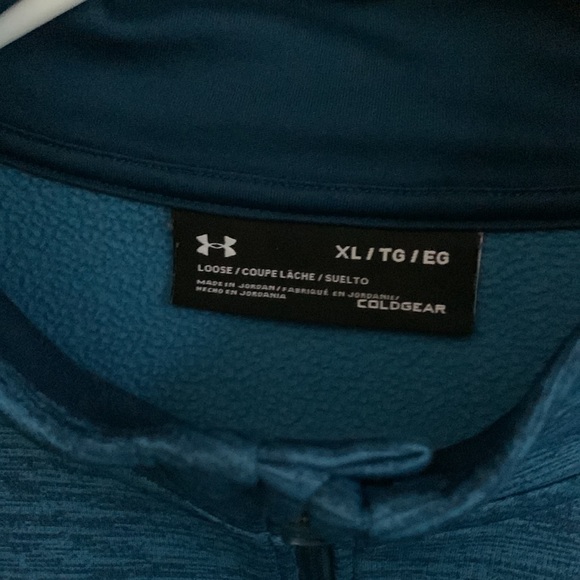 XL / TG / EG
LOOSE / COUPE LÂCHE / SUELTO
MADE IN JORDAN / FABRIQUÉ EN JORDANIE /
HECHO EN JORDANIA
COLDGEAR